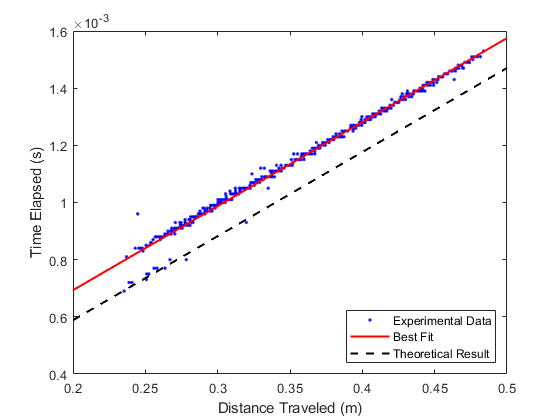 ×10⁻³
1.6
1.4
1.2
1
0.8
0.6
0.4
Time Elapsed (s)
Experimental Data
Best Fit
Theoretical Result
0.2 0.25 0.3 0.35 0.4 0.45 0.5
Distance Traveled (m)